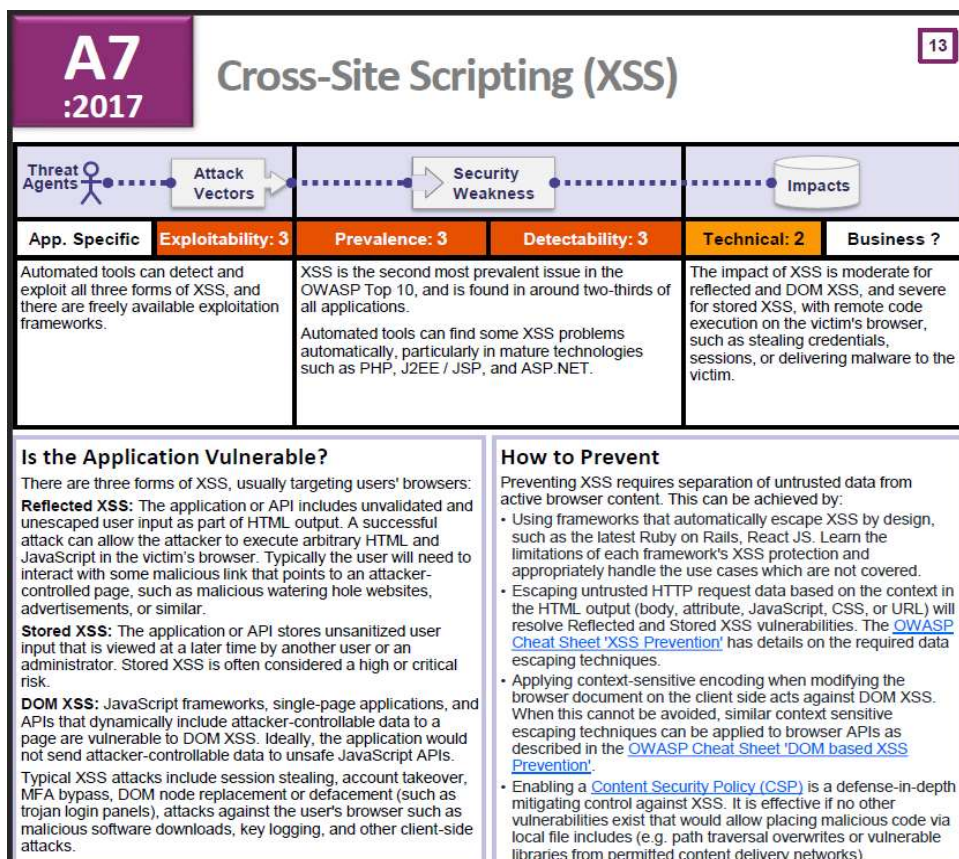 A7
:2017
Cross-Site Scripting (XSS)
13
Threat
Agents
Attack
Vectors
Security
Weakness
Impacts
App. Specific
Exploitability: 3
Prevalence: 3
Detectability: 3
Technical: 2
Business ?
Automated tools can detect and
exploit all three forms of XSS, and
there are freely available exploitation
frameworks.
XSS is the second most prevalent issue in the
OWASP Top 10, and is found in around two-thirds of
all applications.
Automated tools can find some XSS problems
automatically, particularly in mature technologies
such as PHP, J2EE / JSP, and ASP.NET.
The impact of XSS is moderate for
reflected and DOM XSS, and severe
for stored XSS, with remote code
execution on the victim's browser,
such as stealing credentials,
sessions, or delivering malware to the
victim.
Is the Application Vulnerable?
There are three forms of XSS, usually targeting users' browsers:
Reflected XSS: The application or API includes unvalidated and
unescaped user input as part of HTML output. A successful
attack can allow the attacker to execute arbitrary HTML and
JavaScript in the victim's browser. Typically the user will need to
interact with some malicious link that points to an attacker-
controlled page, such as malicious watering hole websites,
advertisements, or similar.
Stored XSS: The application or API stores unsanitized user
input that is viewed at a later time by another user or an
administrator. Stored XSS is often considered a high or critical
risk.
DOM XSS: JavaScript frameworks, single-page applications, and
APIs that dynamically include attacker-controllable data to a
page are vulnerable to DOM XSS. Ideally, the application would
not send attacker-controllable data to unsafe JavaScript APIs.
Typical XSS attacks include session stealing, account takeover,
MFA bypass, DOM node replacement or defacement (such as
trojan login panels), attacks against the user's browser such as
malicious software downloads, key logging, and other client-side
attacks.
How to Prevent
Preventing XSS requires separation of untrusted data from
active browser content. This can be achieved by:
• Using frameworks that automatically escape XSS by design,
such as the latest Ruby on Rails, React JS. Learn the
limitations of each framework's XSS protection and
appropriately handle the use cases which are not covered.
• Escaping untrusted HTTP request data based on the context in
the HTML output (body, attribute, JavaScript, CSS, or URL) will
resolve Reflected and Stored XSS vulnerabilities. The OWASP
Cheat Sheet 'XSS Prevention' has details on the required data
escaping techniques.
• Applying context-sensitive encoding when modifying the
browser document on the client side acts against DOM XSS.
When this cannot be avoided, similar context sensitive
escaping techniques can be applied to browser APIs as
described in the OWASP Cheat Sheet 'DOM based XSS
Prevention'.
• Enabling a Content Security Policy (CSP) is a defense-in-depth
mitigating control against XSS. It is effective if no other
vulnerabilities exist that would allow placing malicious code via
local file includes (e.g. path traversal overwrites or vulnerable
libraries from permitted content delivery networks)